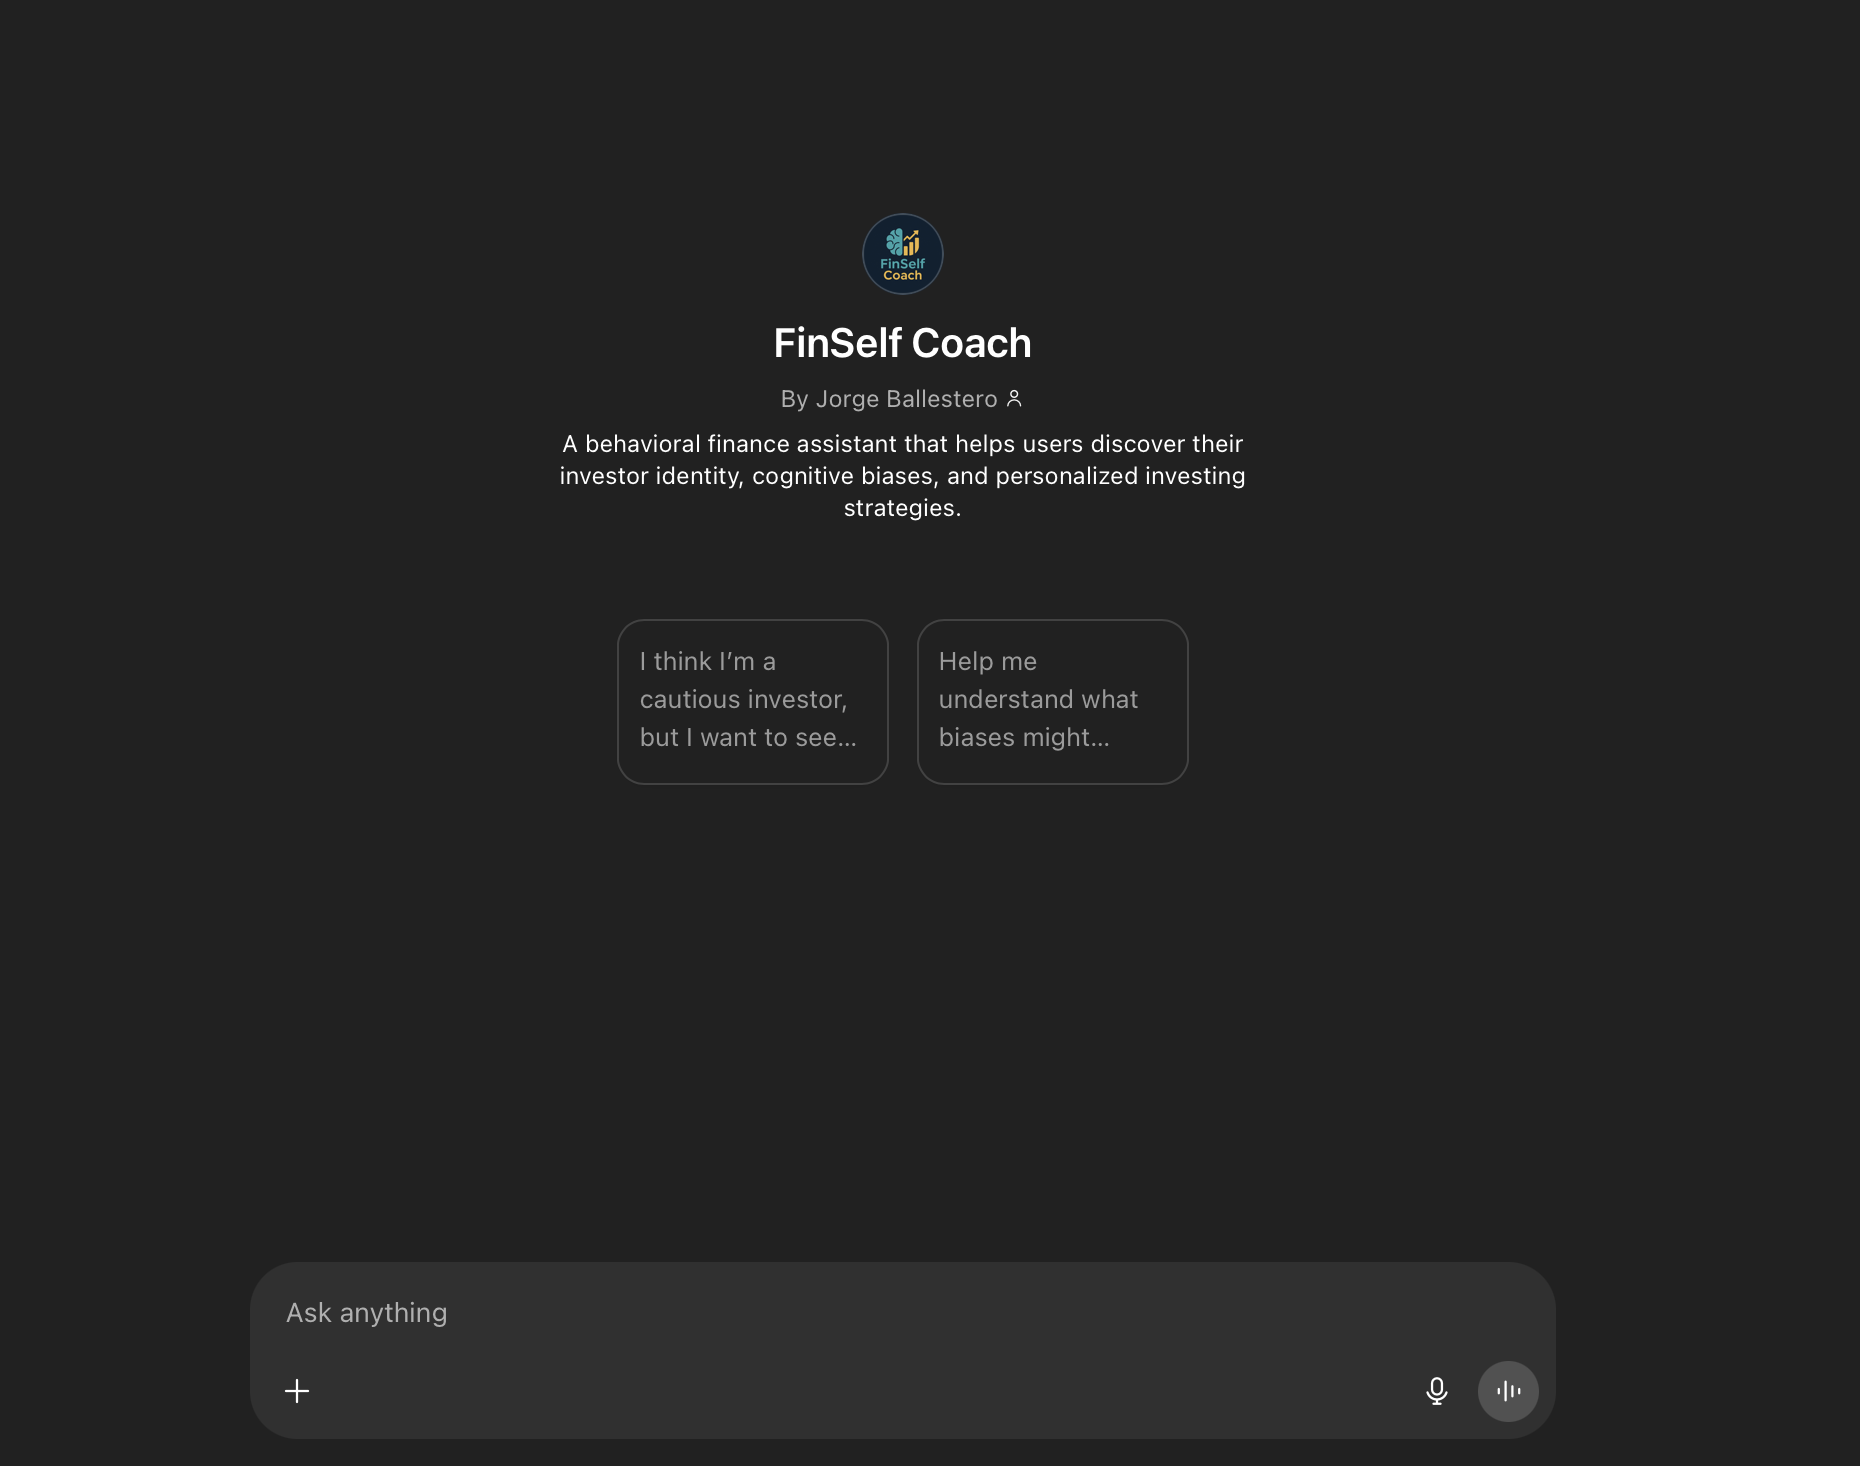 FinSelf
Coach
FinSelf Coach
By Jorge Ballestero
A behavioral finance assistant that helps users discover their
investor identity, cognitive biases, and personalized investing
strategies.
I think I’m a
cautious investor,
but I want to see...
Help me
understand what
biases might...
Ask anything